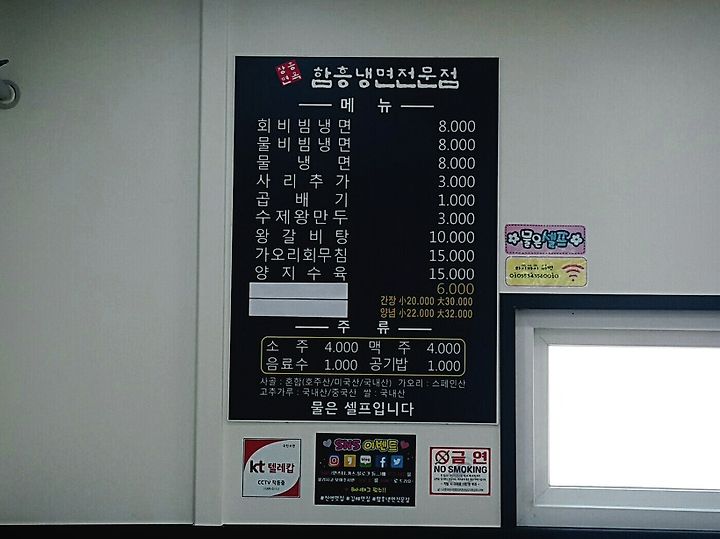 함흥냉면전문점
메 뉴
회비빔냉면 8.000
물비빔냉면 8.000
물 냉 면 8.000
사리추가 3.000
곱 배 기 1.000
수제왕만두 3.000
왕갈비탕 10.000
가오리회무침 15.000
양지수육 15.000
6.000
간장 小20.000 大30.000
양념 小22.000 大32.000
주 류
소 주 4.000 맥 주 4.000
음료수 1.000 공기밥 1.000
사골 : 혼합(호주산/미국산/국내산) 가오리 : 스페인산
고추가루 : 국내산/중국산 쌀 : 국내산
물은 셀프입니다
물은셀프
kt 텔레캅
CCTV 작동중
SNS 이벤트
금연
NO SMOKING